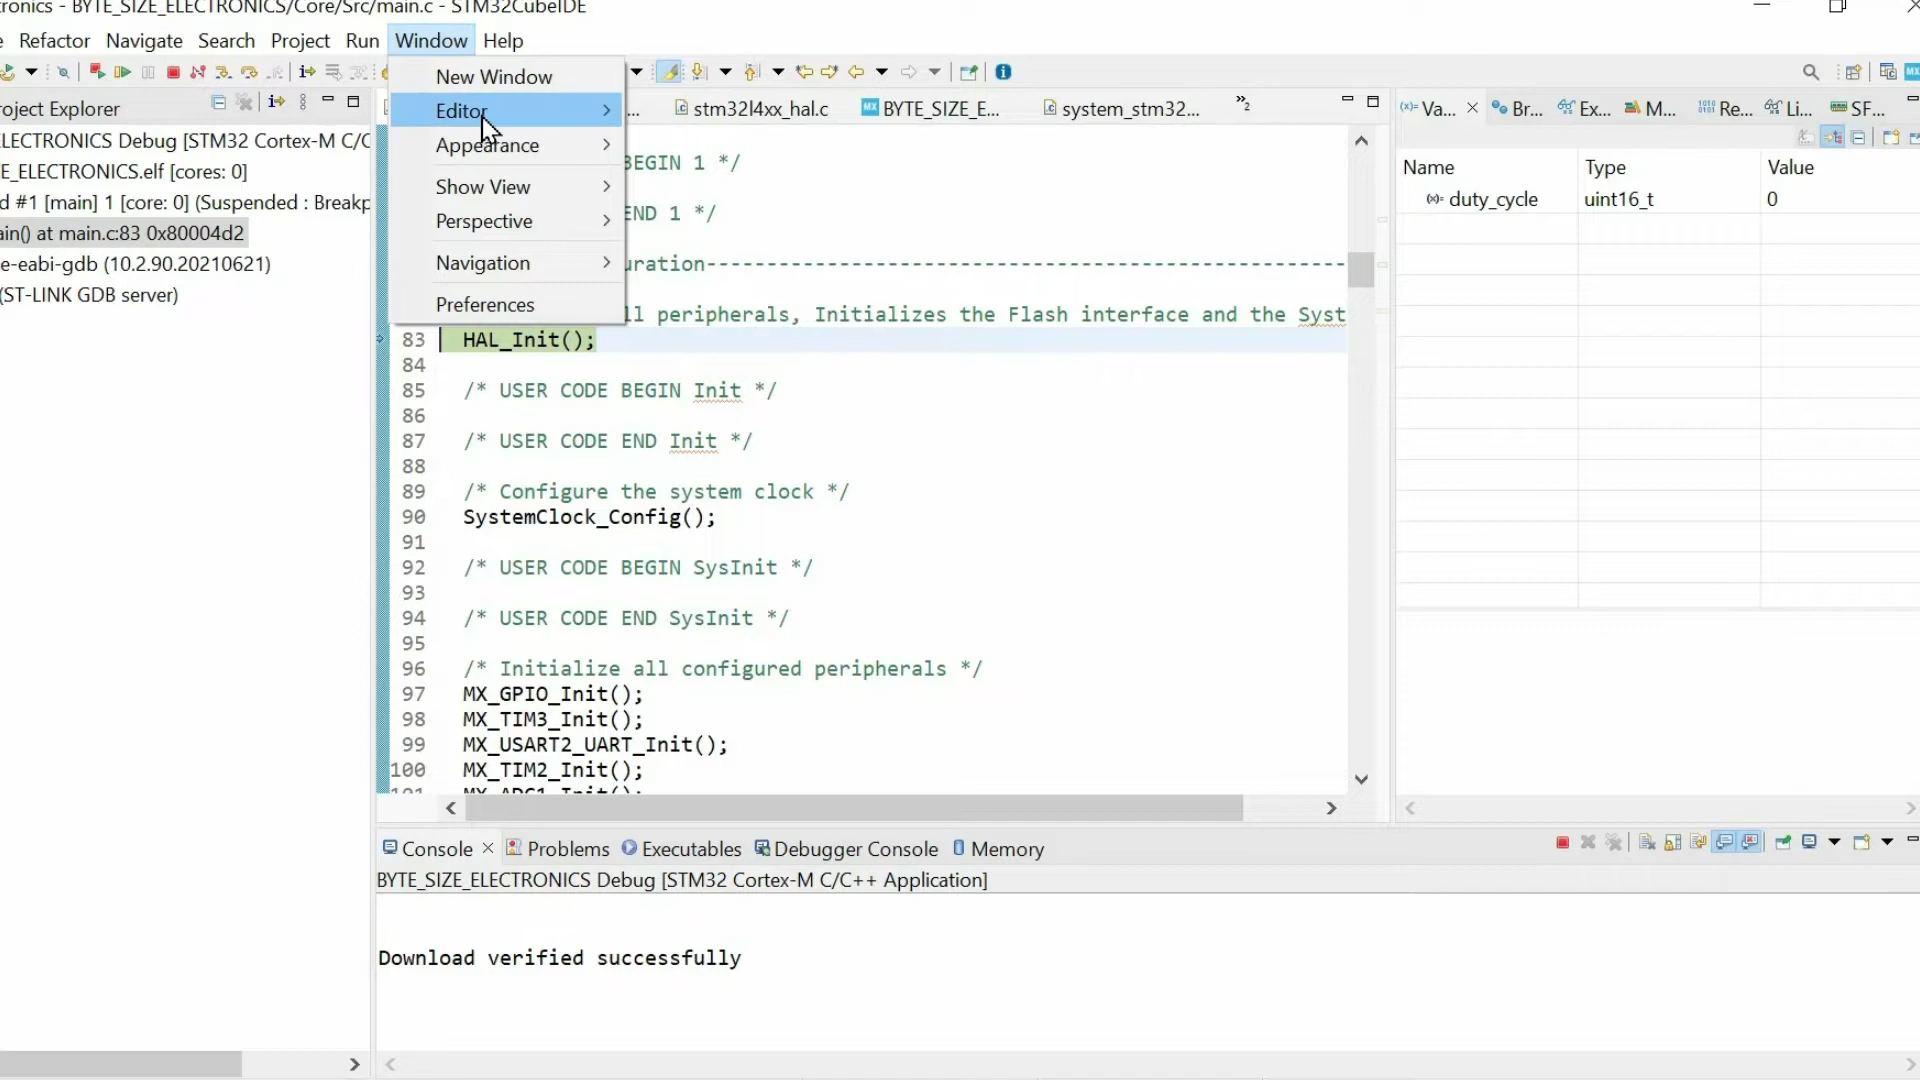 ronics - BYTE_SIZE_ELECTRONICS/Core/Src/main.c - STM32CubeIDE
Refactor Navigate Search Project Run Window Help
New Window
Editor
Appearance
Show View
Perspective
Navigation
Preferences
roject Explorer
ELECTRONICS Debug [STM32 Cortex-M C/C
E_ELECTRONICS.elf [cores: 0]
d #1 [main] 1 [core: 0] (Suspended : Breakp
ain() at main.c:83 0x80004d2
e-eabi-gdb (10.2.90.20210621)
(ST-LINK GDB server)
... stm32l4xx_hal.c BYTE_SIZE_E... system_stm32... »2
BEGIN 1 */
END 1 */
uration----------------------------------------------------
ll peripherals, Initializes the Flash interface and the Syst
83 HAL_Init();
84
85 /* USER CODE BEGIN Init */
86
87 /* USER CODE END Init */
88
89 /* Configure the system clock */
90 SystemClock_Config();
91
92 /* USER CODE BEGIN SysInit */
93
94 /* USER CODE END SysInit */
95
96 /* Initialize all configured peripherals */
97 MX_GPIO_Init();
98 MX_TIM3_Init();
99 MX_USART2_UART_Init();
100 MX_TIM2_Init();
101 MX_ADC1_Init();
(x)= Va... Br... Ex... M... Re... Li... SFR...
Name Type Value
(x)= duty_cycle uint16_t 0
Console Problems Executables Debugger Console Memory
BYTE_SIZE_ELECTRONICS Debug [STM32 Cortex-M C/C++ Application]
Download verified successfully